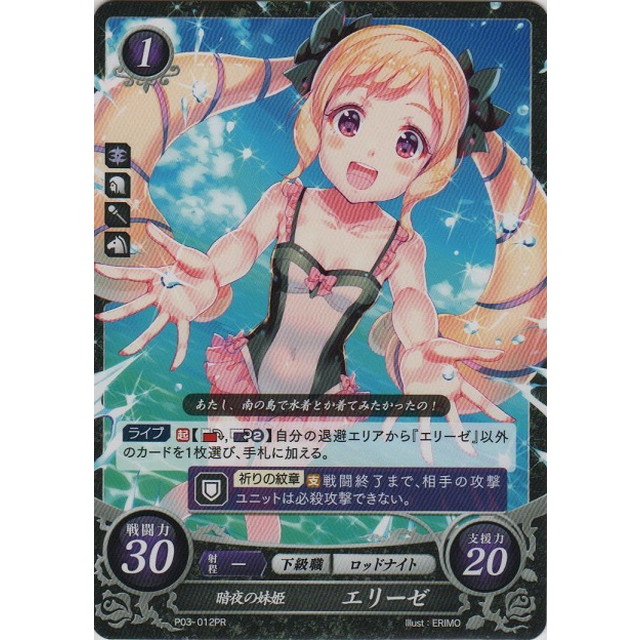 1
あたし、南の島で水着とか着てみたかったの！
ライブ 起【 , 2】自分の退避エリアから『エリーゼ』以外
のカードを1枚選び、手札に加える。
祈りの紋章 支 戦闘終了まで、相手の攻撃
ユニットは必殺攻撃できない。
戦闘力
30
射程 － 下級職 ロッドナイト
支援力
20
暗夜の妹姫 エリーゼ
P03-012PR
Illust：ERIMO